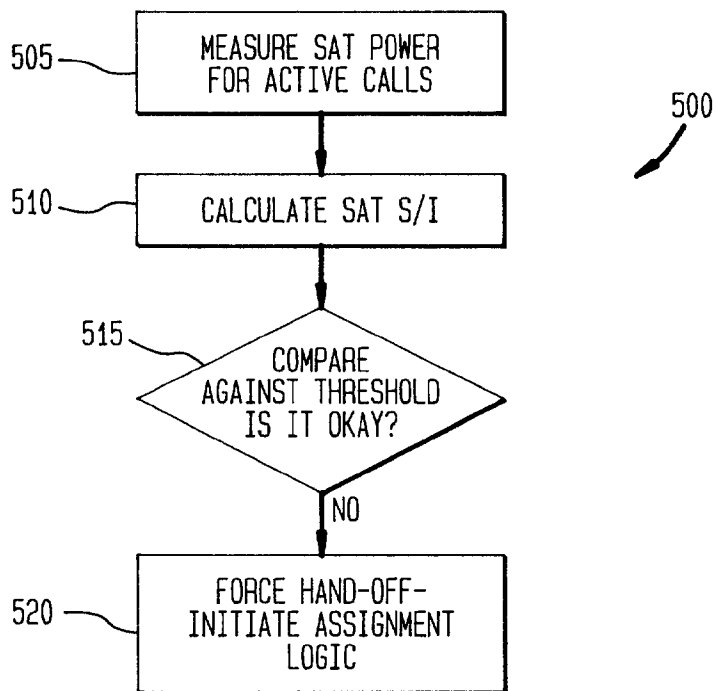 505
MEASURE SAT POWER
FOR ACTIVE CALLS
500
510
CALCULATE SAT S/I
515
COMPARE
AGAINST THRESHOLD
IS IT OKAY?
NO
520
FORCE HAND-OFF-
INITIATE ASSIGNMENT
LOGIC